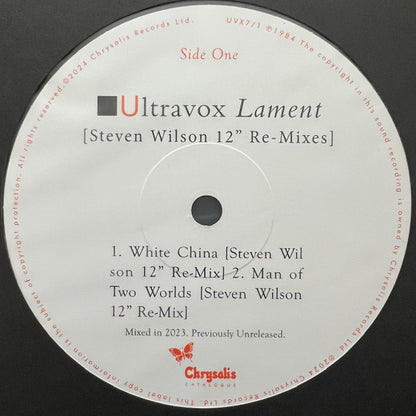 ©2024 Chrysalis Records Ltd. UVX7/1 ℗1984 The copyright in this sound recording is owned by Chrysalis Records Ltd. ©2024 Chrysalis Records Ltd. This label copy information is the subject of copyright protection. All rights reserved.
Side One
Ultravox Lament
[Steven Wilson 12” Re-Mixes]
1. White China [Steven Wil
son 12” Re-Mix] 2. Man of
Two Worlds [Steven Wilson
12” Re-Mix]
Mixed in 2023. Previously Unreleased.
Chrysalis
CATALOGUE